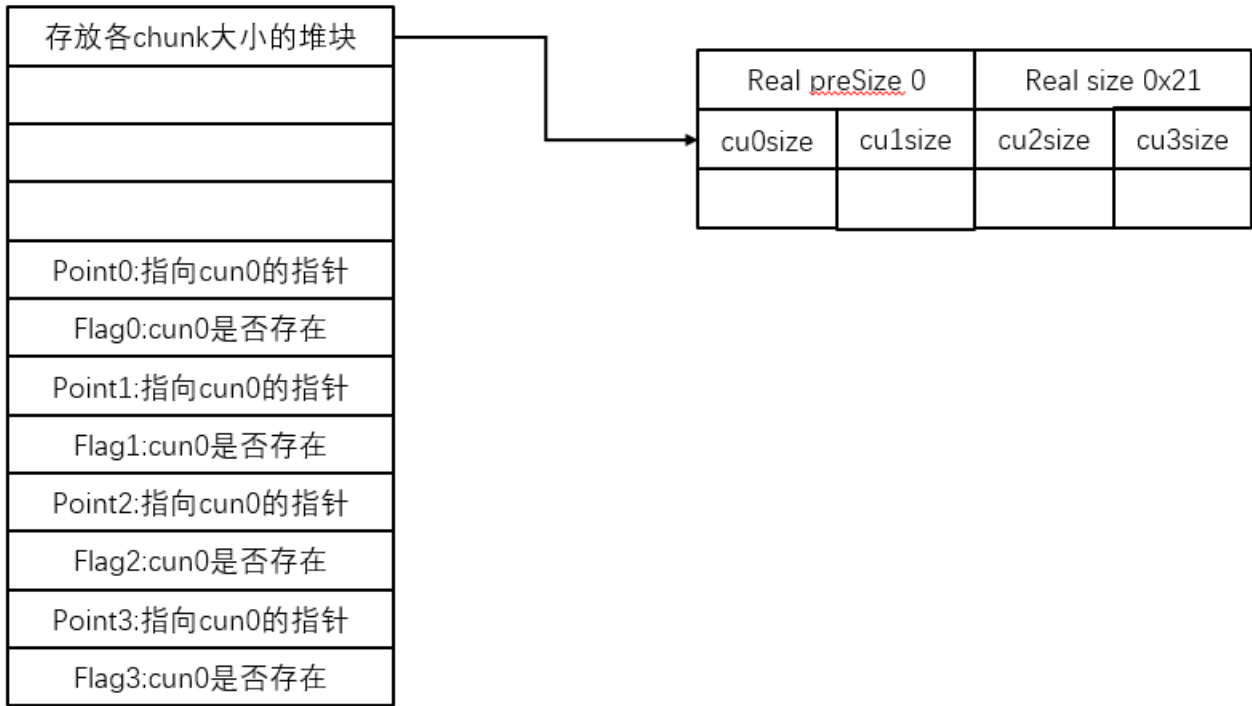 存放各chunk大小的堆块
Real preSize 0
Real size 0x21
cu0size
cu1size
cu2size
cu3size
Point0:指向cun0的指针
Flag0:cun0是否存在
Point1:指向cun0的指针
Flag1:cun0是否存在
Point2:指向cun0的指针
Flag2:cun0是否存在
Point3:指向cun0的指针
Flag3:cun0是否存在